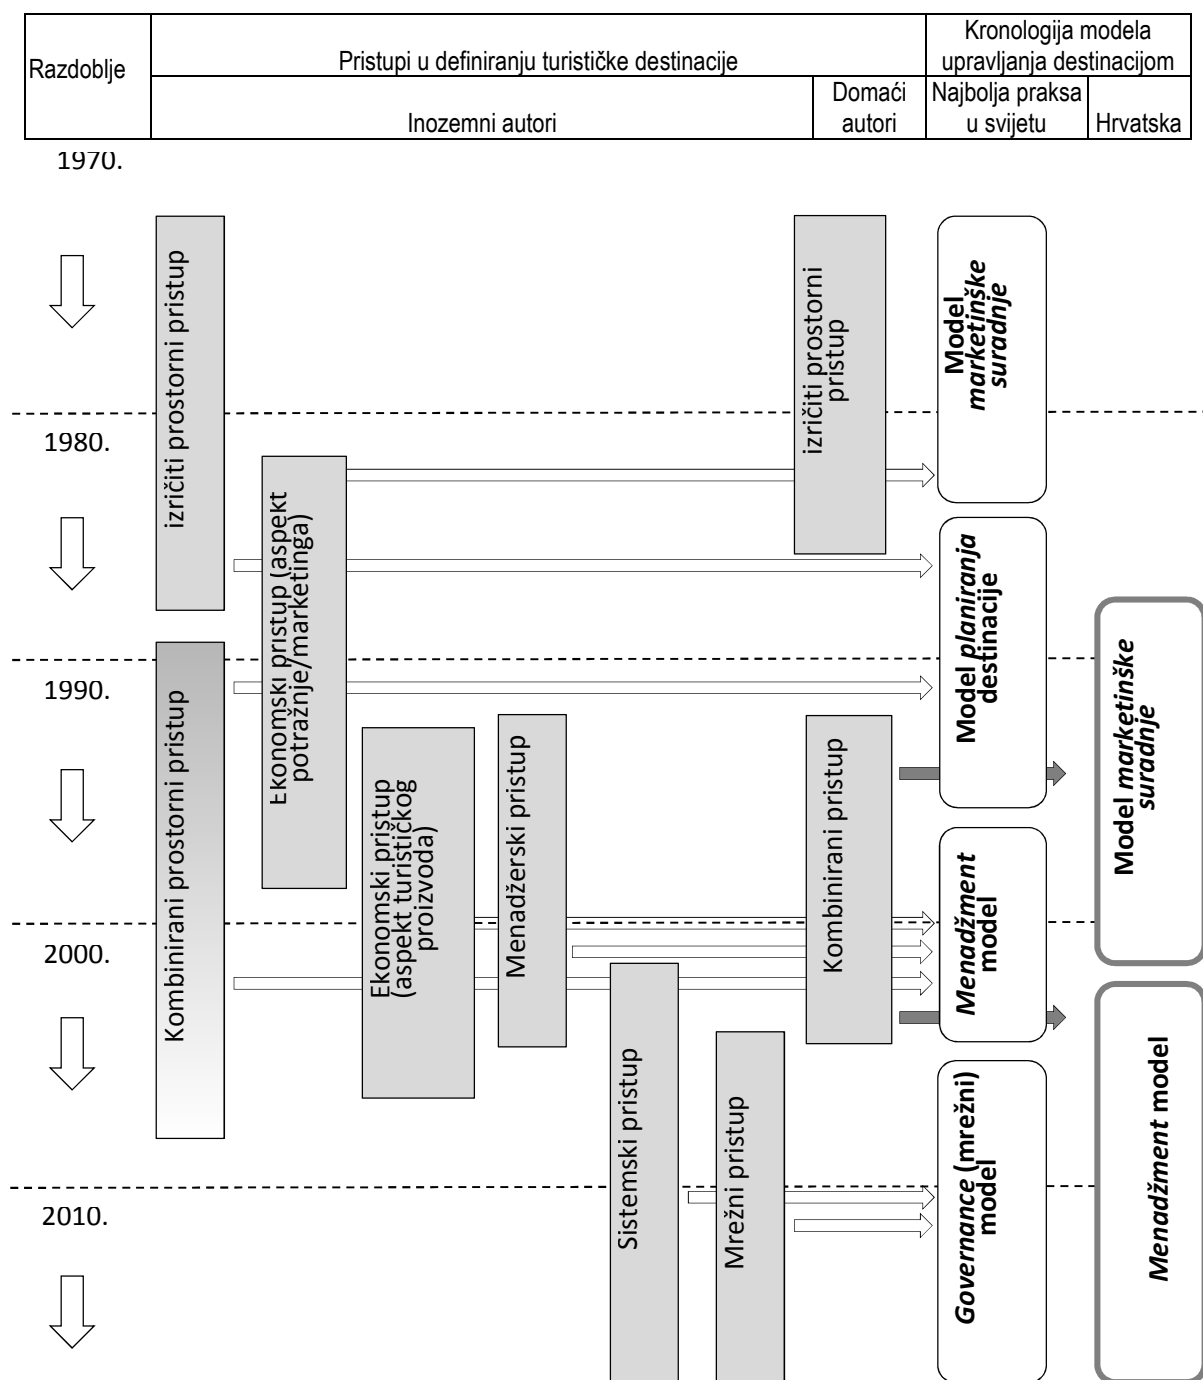 Razdoblje
Pristupi u definiranju turističke destinacije
Kronologija modela
upravljanja destinacijom
Inozemni autori
Domaći
autori
Najbolja praksa
u svijetu
Hrvatska
1970.
izričiti prostorni pristup
izričiti prostorni
pristup
Model
marketinške
suradnje
1980.
Ekonomski pristup (aspekt
potražnje/marketinga)
Model planiranja
destinacije
Model marketinške
suradnje
1990.
Kombinirani prostorni pristup
Ekonomski pristup
(aspekt turističkog
proizvoda)
Menadžerski pristup
Kombinirani pristup
Menadžment
model
2000.
Sistemski pristup
Mrežni pristup
Governance (mrežni)
model
Menadžment model
2010.